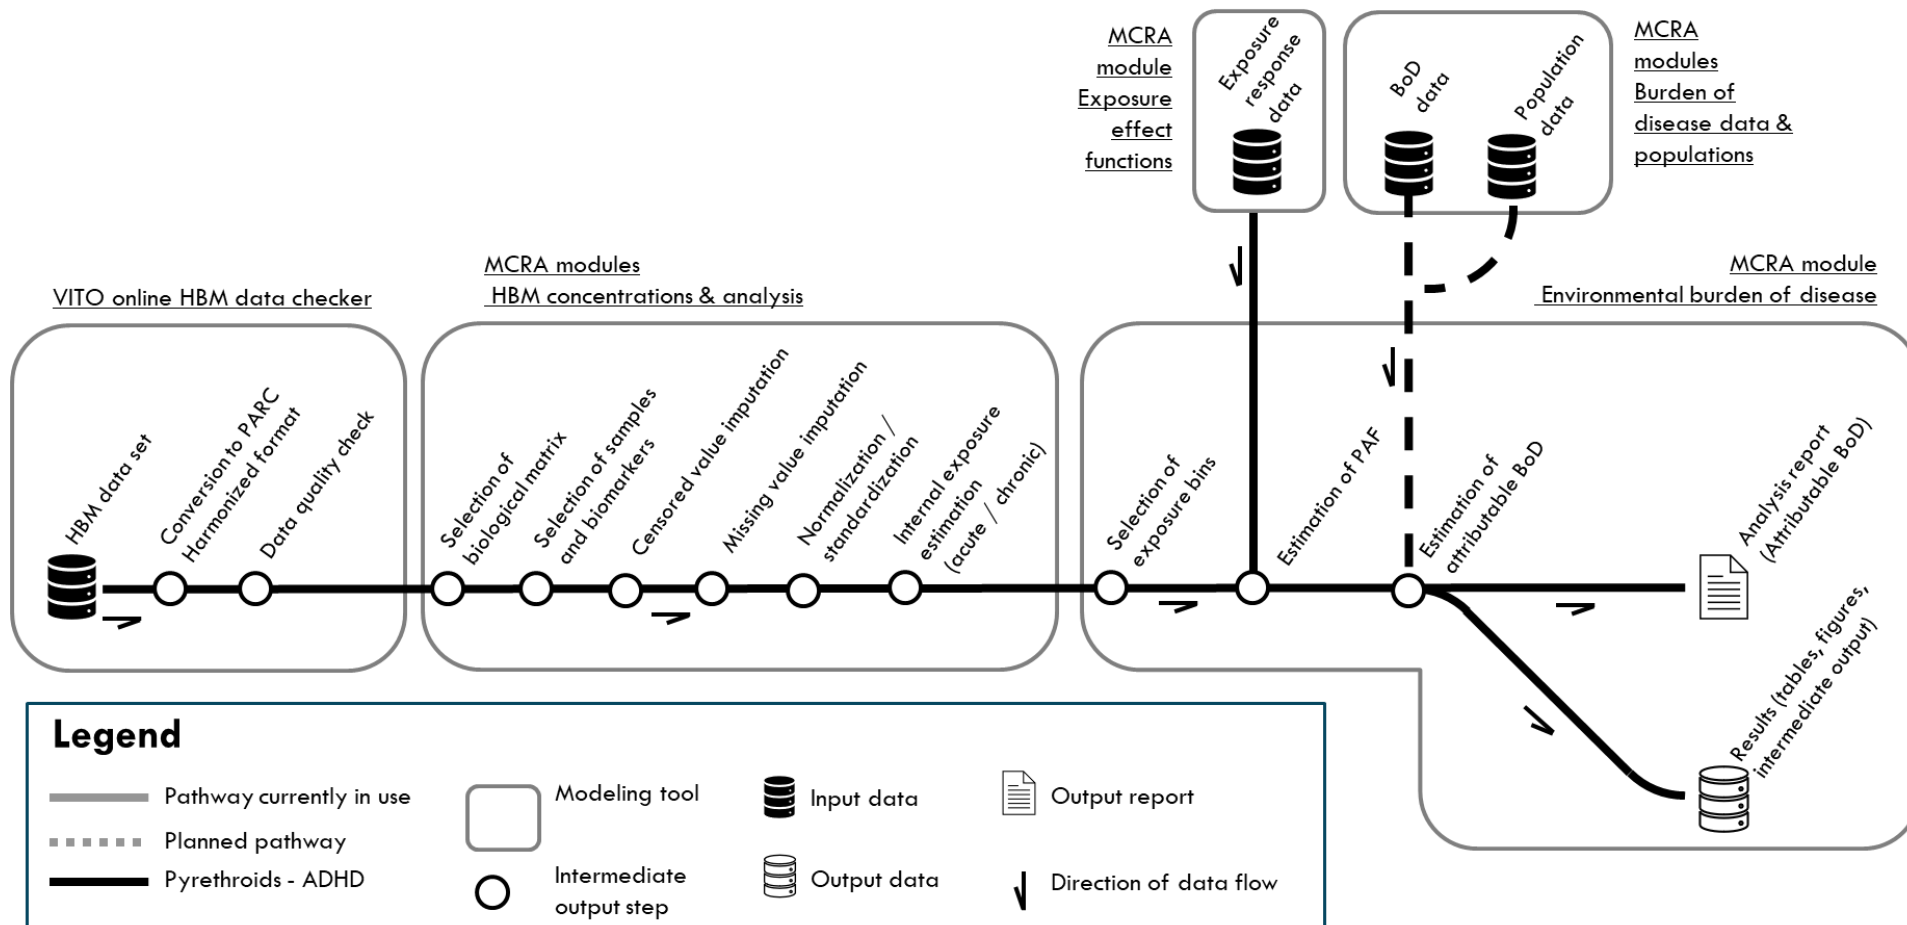 MCRA
module
Exposure
effect
functions
Exposure
response
data
BoD
data
Population
data
MCRA
modules
Burden of
disease data &
populations
VITO online HBM data checker
MCRA modules
HBM concentrations & analysis
MCRA module
Environmental burden of disease
HBM data set
Conversion to PARC
Harmonized format
Data quality check
Selection of
biological matrix
Selection of samples
and biomarkers
Censored value imputation
Missing value imputation
Normalization /
standardization
Internal exposure
estimation
(acute / chronic)
Selection of
exposure bins
Estimation of PAF
Estimation of
attributable BoD
Analysis report
(Attributable BoD)
Results (tables, figures,
intermediate output)
Legend
Pathway currently in use
Planned pathway
Pyrethroids - ADHD
Modeling tool
Intermediate
output step
Input data
Output data
Output report
Direction of data flow